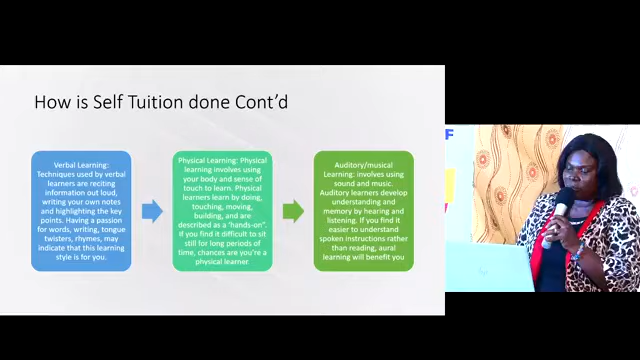 How is Self Tuition done Cont'd
Verbal Learning:
Techniques used by verbal
learners are reciting
information out loud,
writing your own notes
and highlighting the key
points. Having a passion
for words, writing, tongue
twisters, rhymes, may
indicate that this learning
style is for you.
Physical Learning: Physical
learning involves using
your body and sense of
touch to learn. Physical
learners learn by doing,
touching, moving,
building, and are
described as a "hands-on".
If you find it difficult to sit
still for long periods of
time, chances are you're a
physical learner
Auditory/musical
Learning: involves using
sound and music.
Auditory learners develop
understanding and
memory by hearing and
listening. If you find it
easier to understand
spoken instructions rather
than reading, aural
learning will benefit you
F